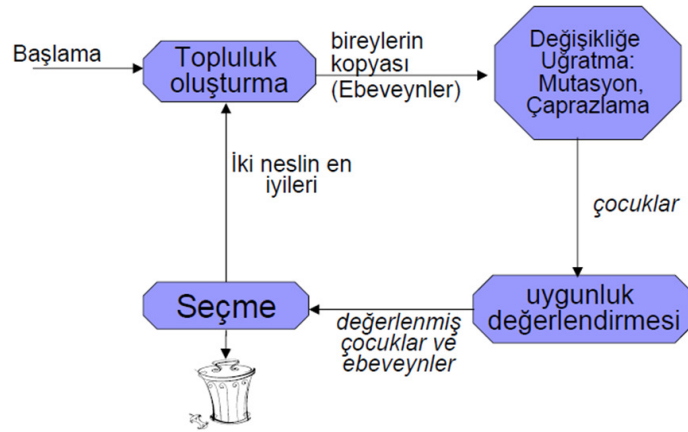 Başlama
Topluluk
oluşturma
bireylerin
kopyası
(Ebeveynler)
Değişikliğe
Uğratma:
Mutasyon,
Çaprazlama
çocuklar
uygunluk
değerlendirmesi
değerlenmiş
çocuklar ve
ebeveynler
Seçme
İki neslin en
iyileri